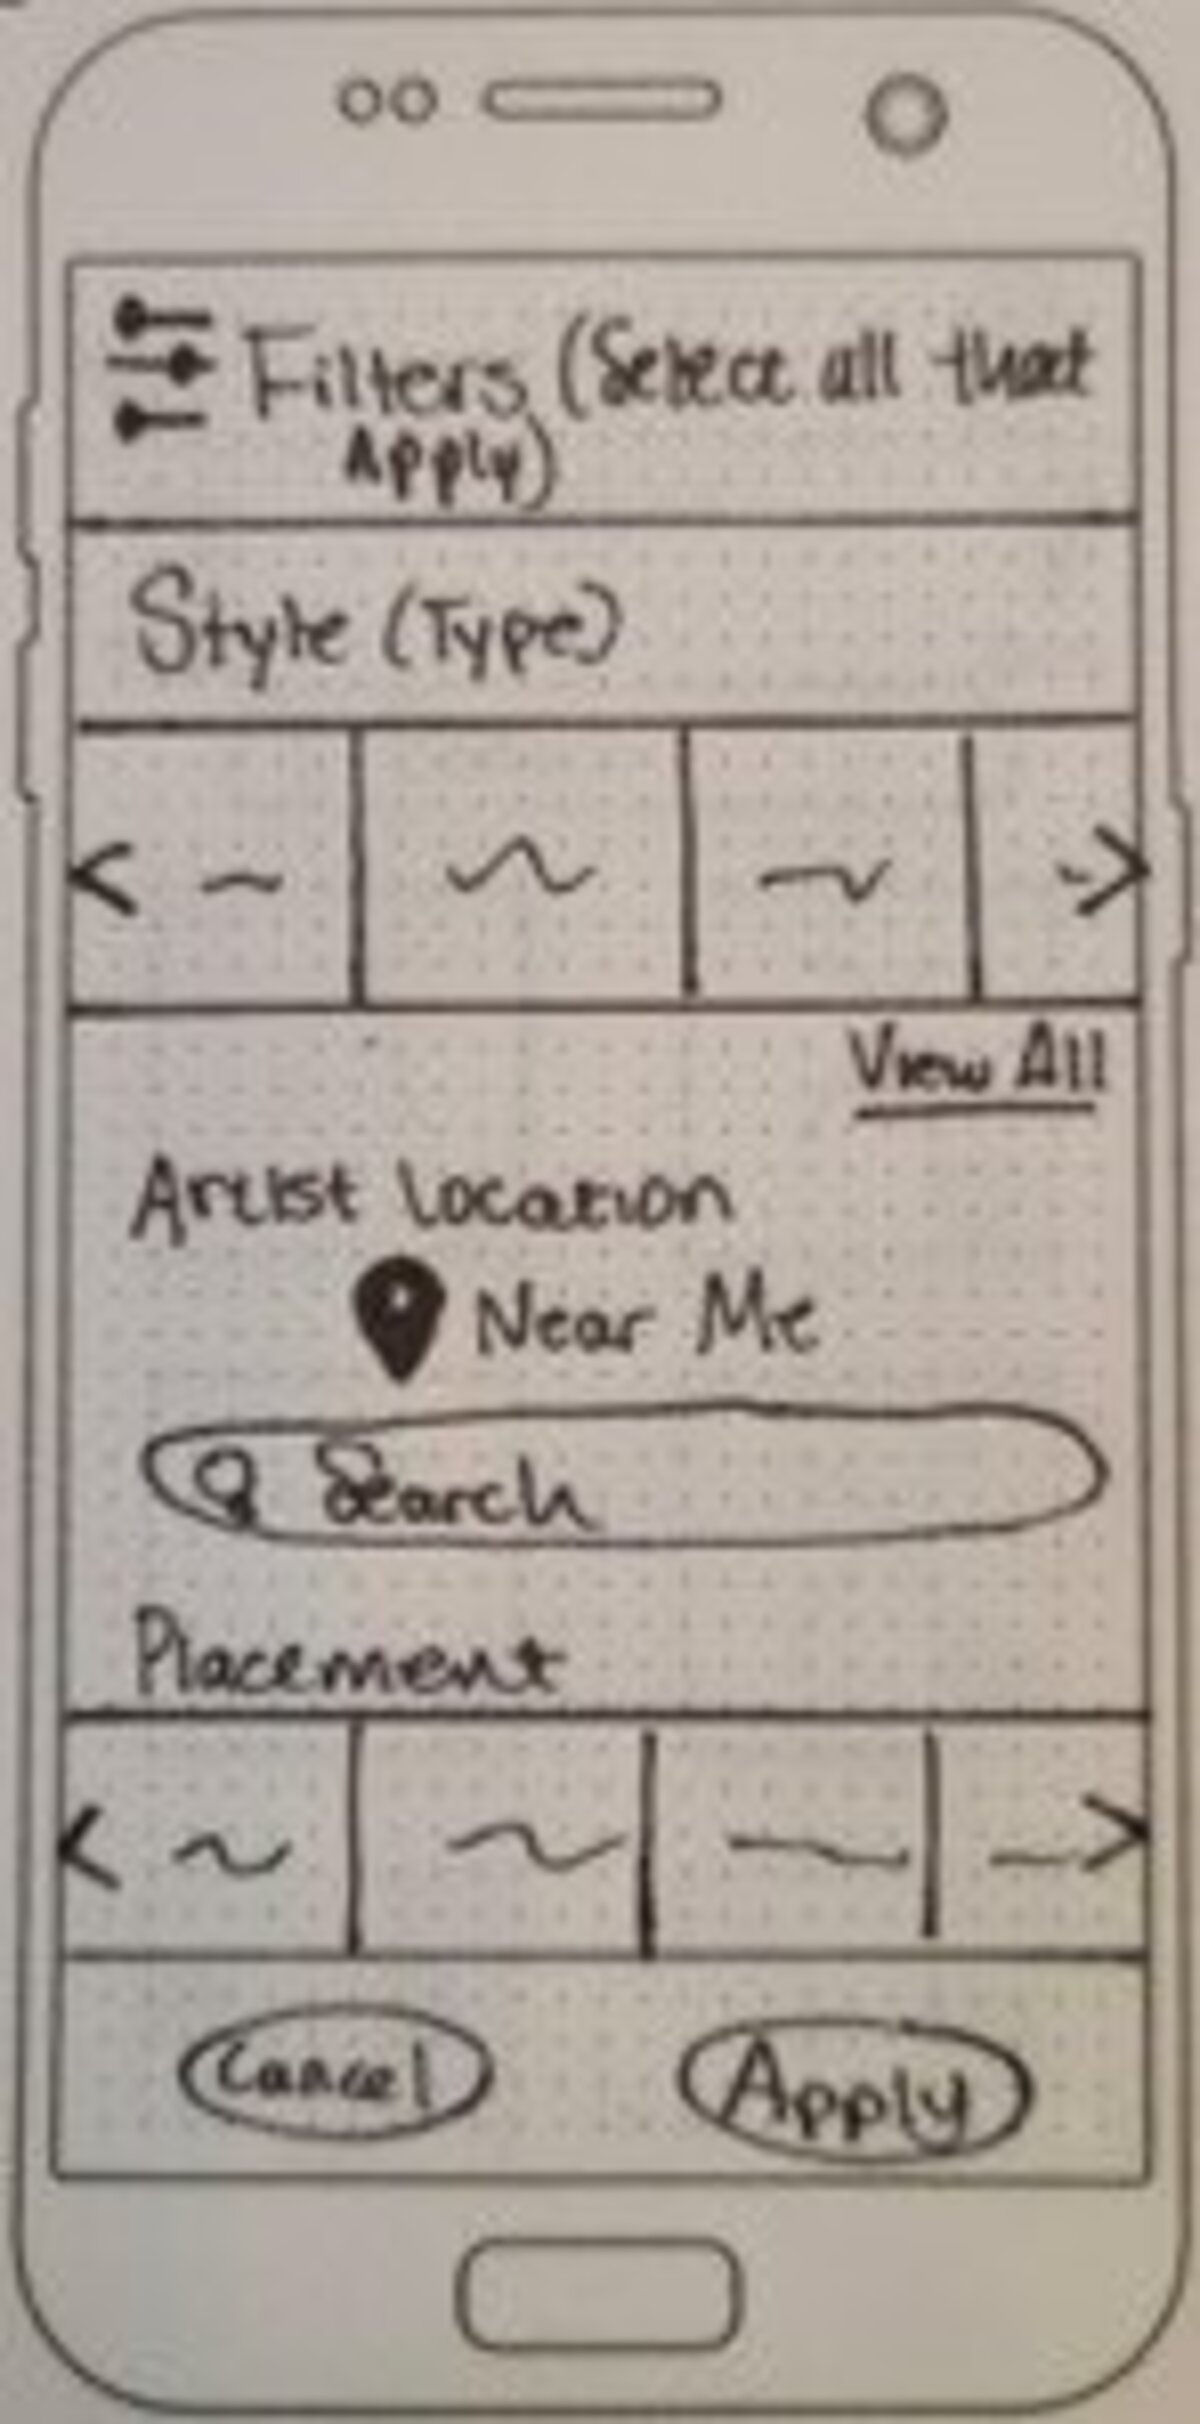 Filters (Select all that
Apply)
Style (Type)
View All
Artist Location
Near Me
Search
Placement
Cancel
Apply